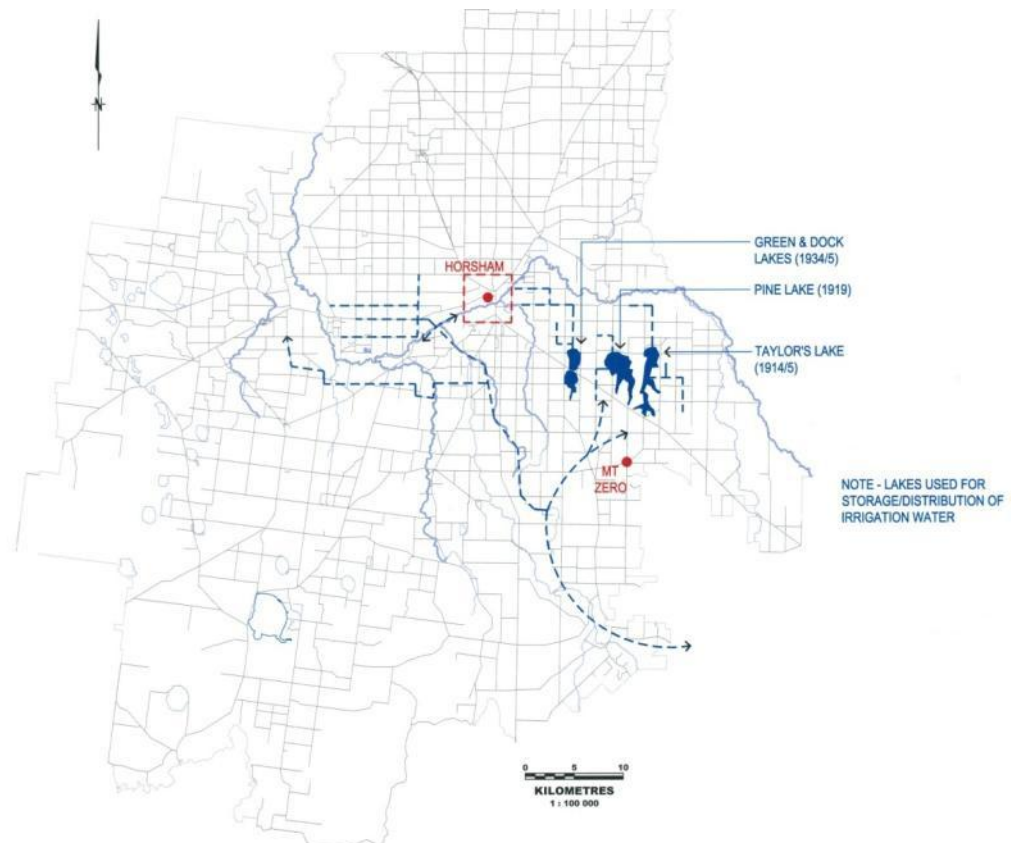 N
GREEN & DOCK
LAKES (1934/5)
HORSHAM
PINE LAKE (1919)
TAYLOR'S LAKE
(1914/5)
MT
ZERO
NOTE - LAKES USED FOR
STORAGE/DISTRIBUTION OF
IRRIGATION WATER
0 5 10
KILOMETRES
1 : 100 000